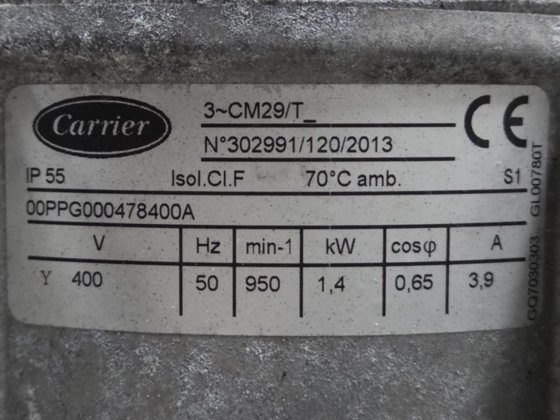 Carrier
3~CM29/T_
N°302991/120/2013
CE
IP 55 Isol.Cl.F 70°C amb. S1
00PPG000478400A
V Hz min-1 kW cosφ A
Y 400 50 950 1,4 0,65 3,9
GQ7030303 GL00780T